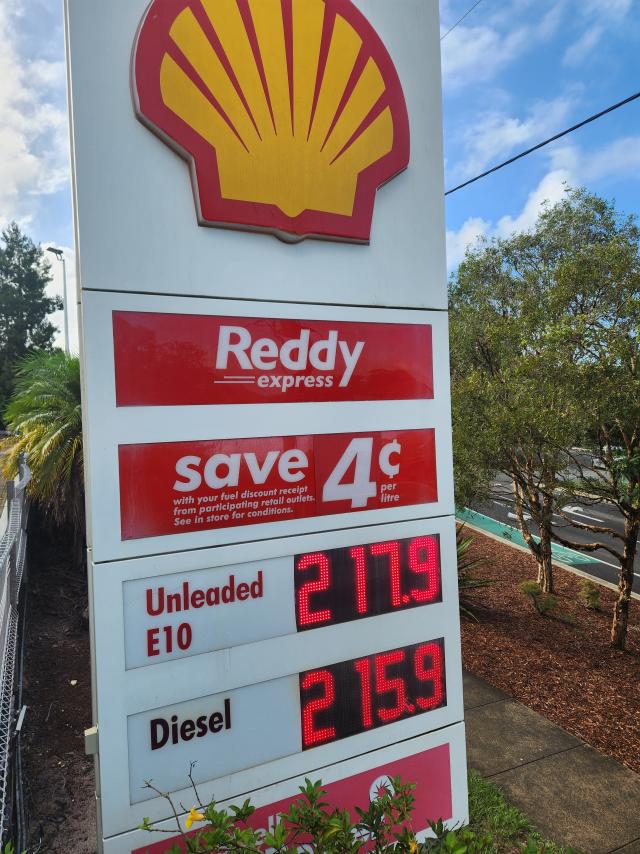 Reddy
express
save 4¢
with your fuel discount receipt
from participating retail outlets.
See in store for conditions.
per
litre
Unleaded
E10
217.9
Diesel
215.9